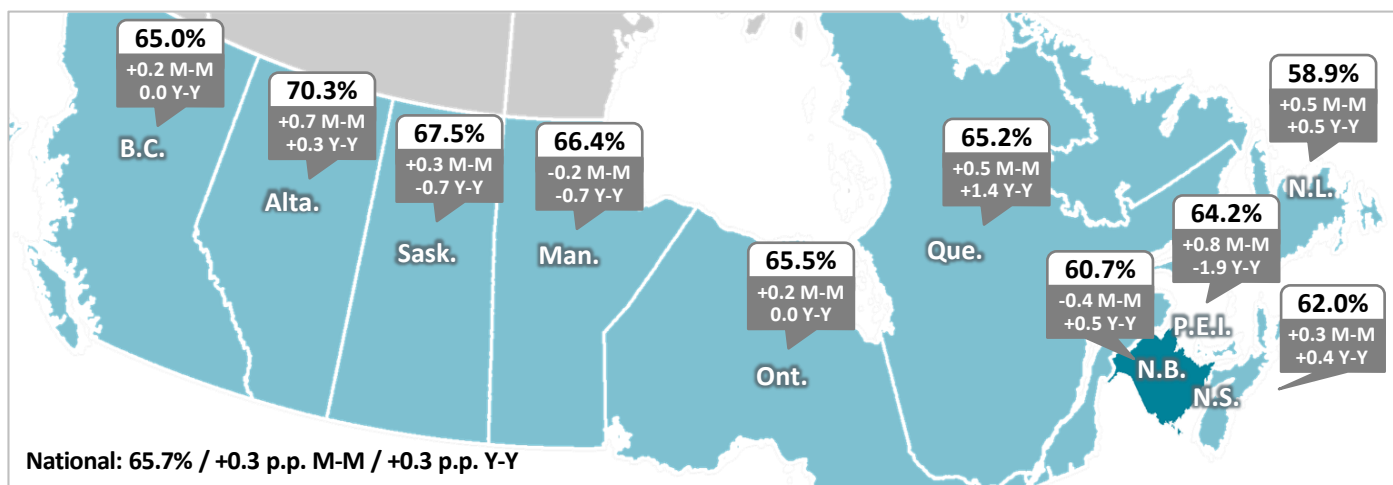 65.0%
+0.2 M-M
0.0 Y-Y
B.C.
70.3%
+0.7 M-M
+0.3 Y-Y
Alta.
67.5%
+0.3 M-M
-0.7 Y-Y
Sask.
66.4%
-0.2 M-M
-0.7 Y-Y
Man.
65.5%
+0.2 M-M
0.0 Y-Y
Ont.
65.2%
+0.5 M-M
+1.4 Y-Y
Que.
58.9%
+0.5 M-M
+0.5 Y-Y
N.L.
64.2%
+0.8 M-M
-1.9 Y-Y
P.E.I.
60.7%
-0.4 M-M
+0.5 Y-Y
N.B.
62.0%
+0.3 M-M
+0.4 Y-Y
N.S.
National: 65.7% / +0.3 p.p. M-M / +0.3 p.p. Y-Y